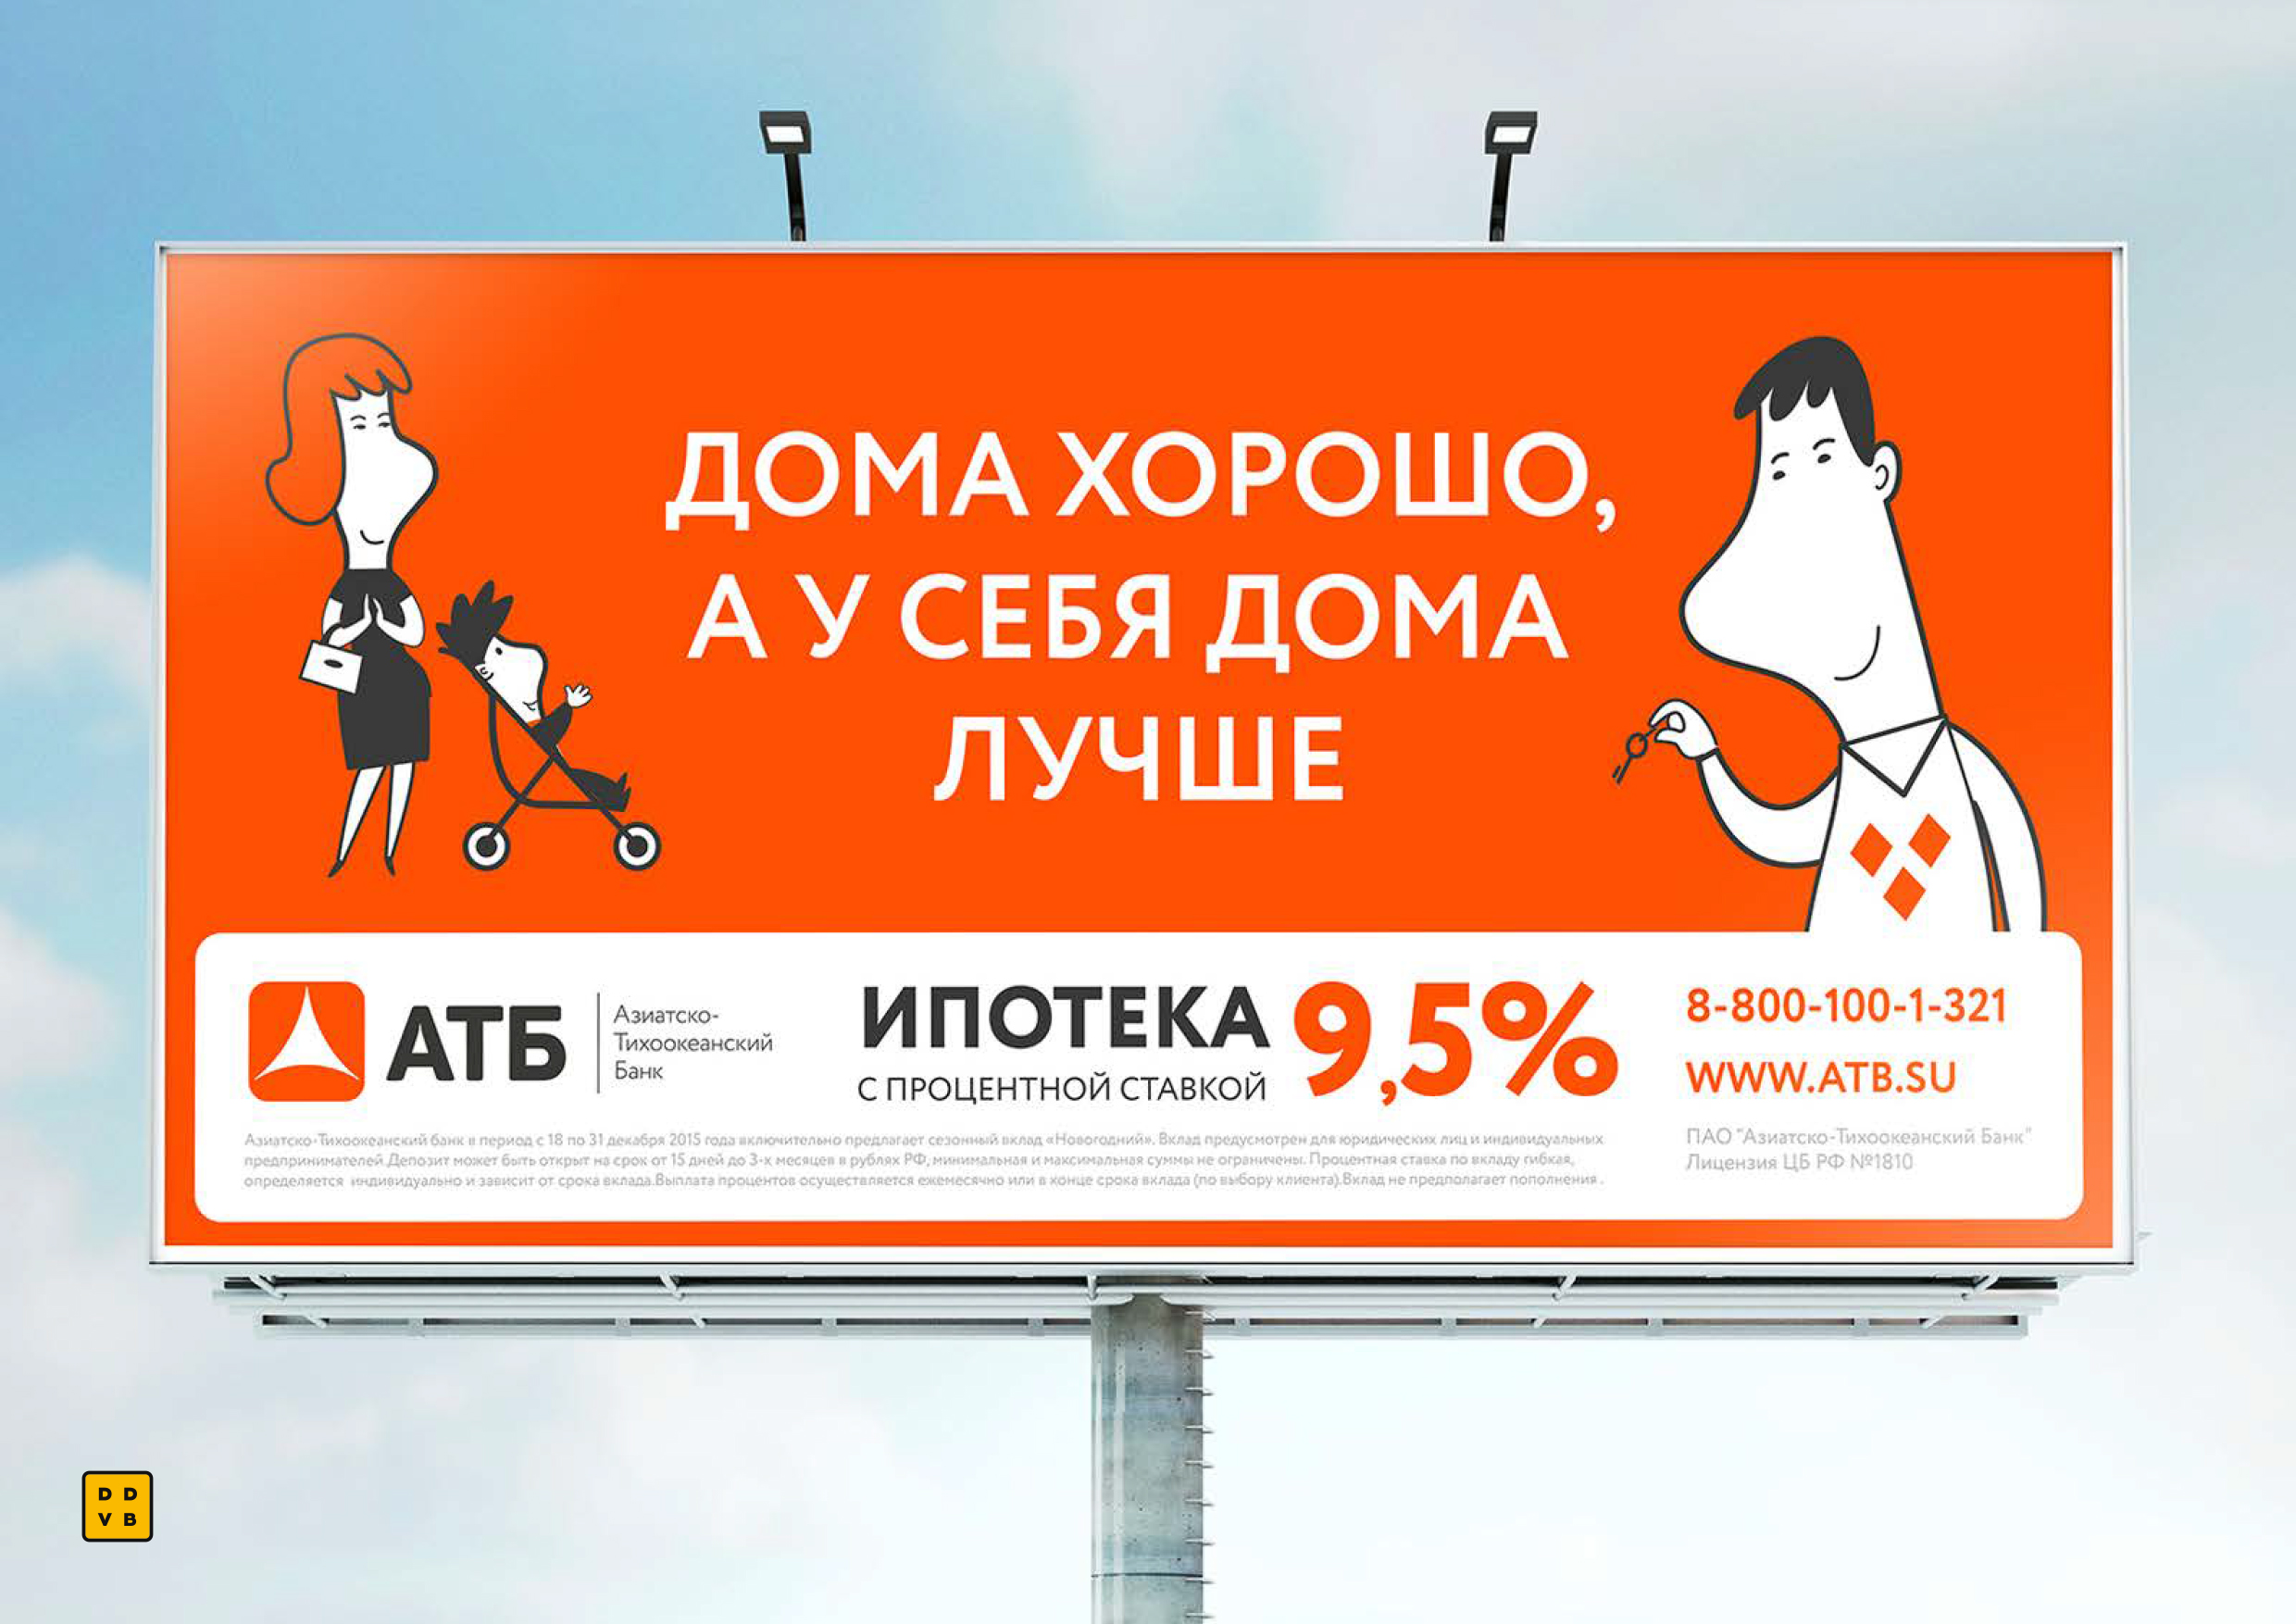 ДОМА ХОРОШО,
А У СЕБЯ ДОМА
ЛУЧШЕ
АТБ
Азиатско-
Тихоокеанский
Банк
ИПОТЕКА
С ПРОЦЕНТНОЙ СТАВКОЙ
9,5%
8-800-100-1-321
WWW.ATB.SU
Азиатско-Тихоокеанский банк в период с 18 по 31 декабря 2015 года включительно предлагает сезонный вклад «Новогодний». Вклад предусмотрен для юридических лиц и индивидуальных
предпринимателей.Депозит может быть открыт на срок от 15 дней до 3-х месяцев в рублях РФ, минимальная и максимальная суммы не ограничены. Процентная ставка по вкладу гибкая,
определяется индивидуально и зависит от срока вклада.Выплата процентов осуществляется ежемесячно или в конце срока вклада (по выбору клиента).Вклад не предполагает пополнения.
ПАО "Азиатско-Тихоокеанский Банк"
Лицензия ЦБ РФ №1810
D D
V B